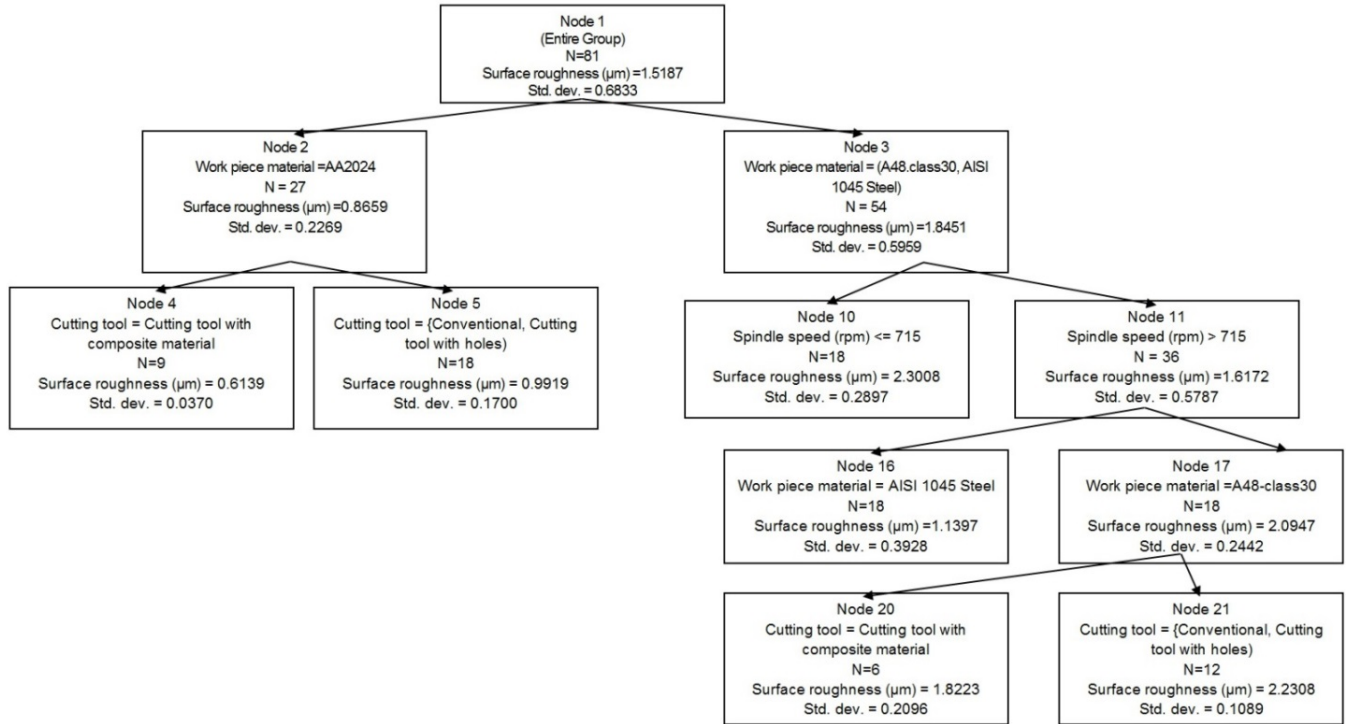 Node 1
(Entire Group)
N=81
Surface roughness (µm) =1.5187
Std. dev. = 0.6833
Node 2
Work piece material =AA2024
N = 27
Surface roughness (µm) =0.8659
Std. dev. = 0.2269
Node 3
Work piece material = (A48.class30, AISI
1045 Steel)
N = 54
Surface roughness (µm) =1.8451
Std. dev. = 0.5959
Node 4
Cutting tool = Cutting tool with
composite material
N=9
Surface roughness (µm) = 0.6139
Std. dev. = 0.0370
Node 5
Cutting tool = {Conventional, Cutting
tool with holes)
N=18
Surface roughness (µm) = 0.9919
Std. dev. = 0.1700
Node 10
Spindle speed (rpm) <= 715
N=18
Surface roughness (µm) = 2.3008
Std. dev. = 0.2897
Node 11
Spindle speed (rpm) > 715
N = 36
Surface roughness (µm) =1.6172
Std. dev. = 0.5787
Node 16
Work piece material = AISI 1045 Steel
N=18
Surface roughness (µm) =1.1397
Std. dev. = 0.3928
Node 17
Work piece material =A48-class30
N=18
Surface roughness (µm) = 2.0947
Std. dev. = 0.2442
Node 20
Cutting tool = Cutting tool with
composite material
N=6
Surface roughness (µm) = 1.8223
Std. dev. = 0.2096
Node 21
Cutting tool = {Conventional, Cutting
tool with holes)
N=12
Surface roughness (µm) = 2.2308
Std. dev. = 0.1089